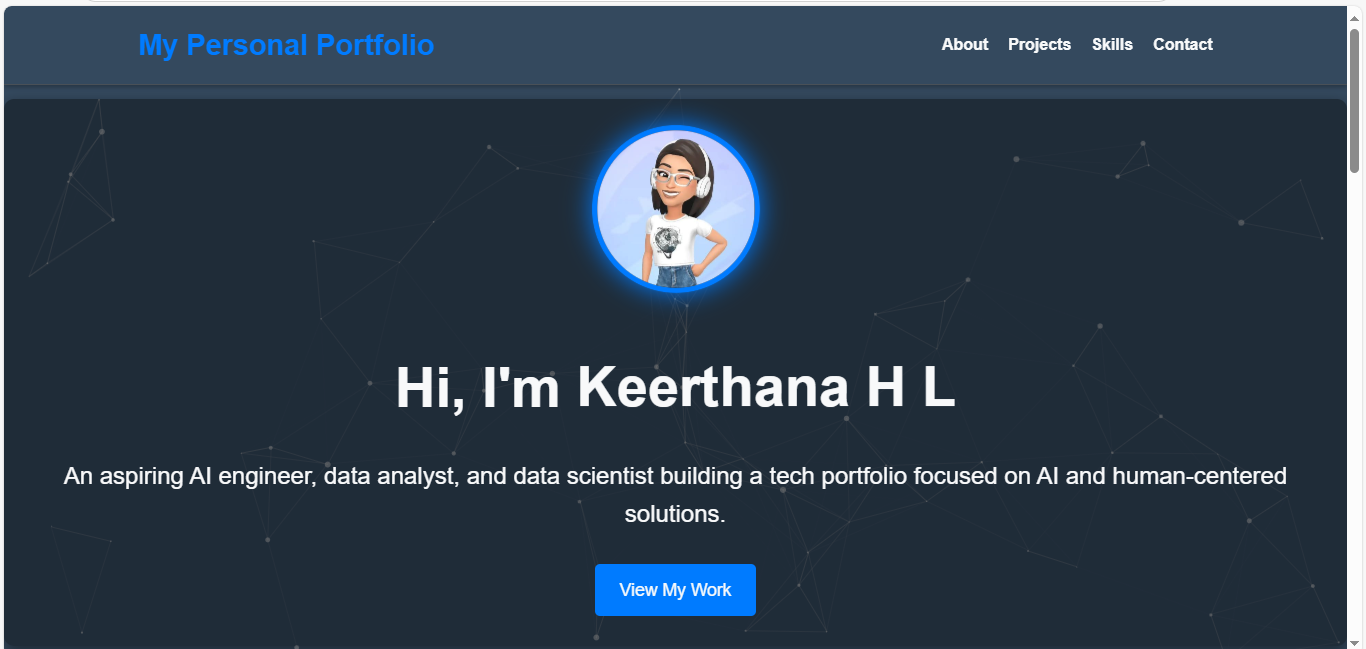 My Personal Portfolio
About Projects Skills Contact
Hi, I'm Keerthana H L
An aspiring AI engineer, data analyst, and data scientist building a tech portfolio focused on AI and human-centered
solutions.
View My Work